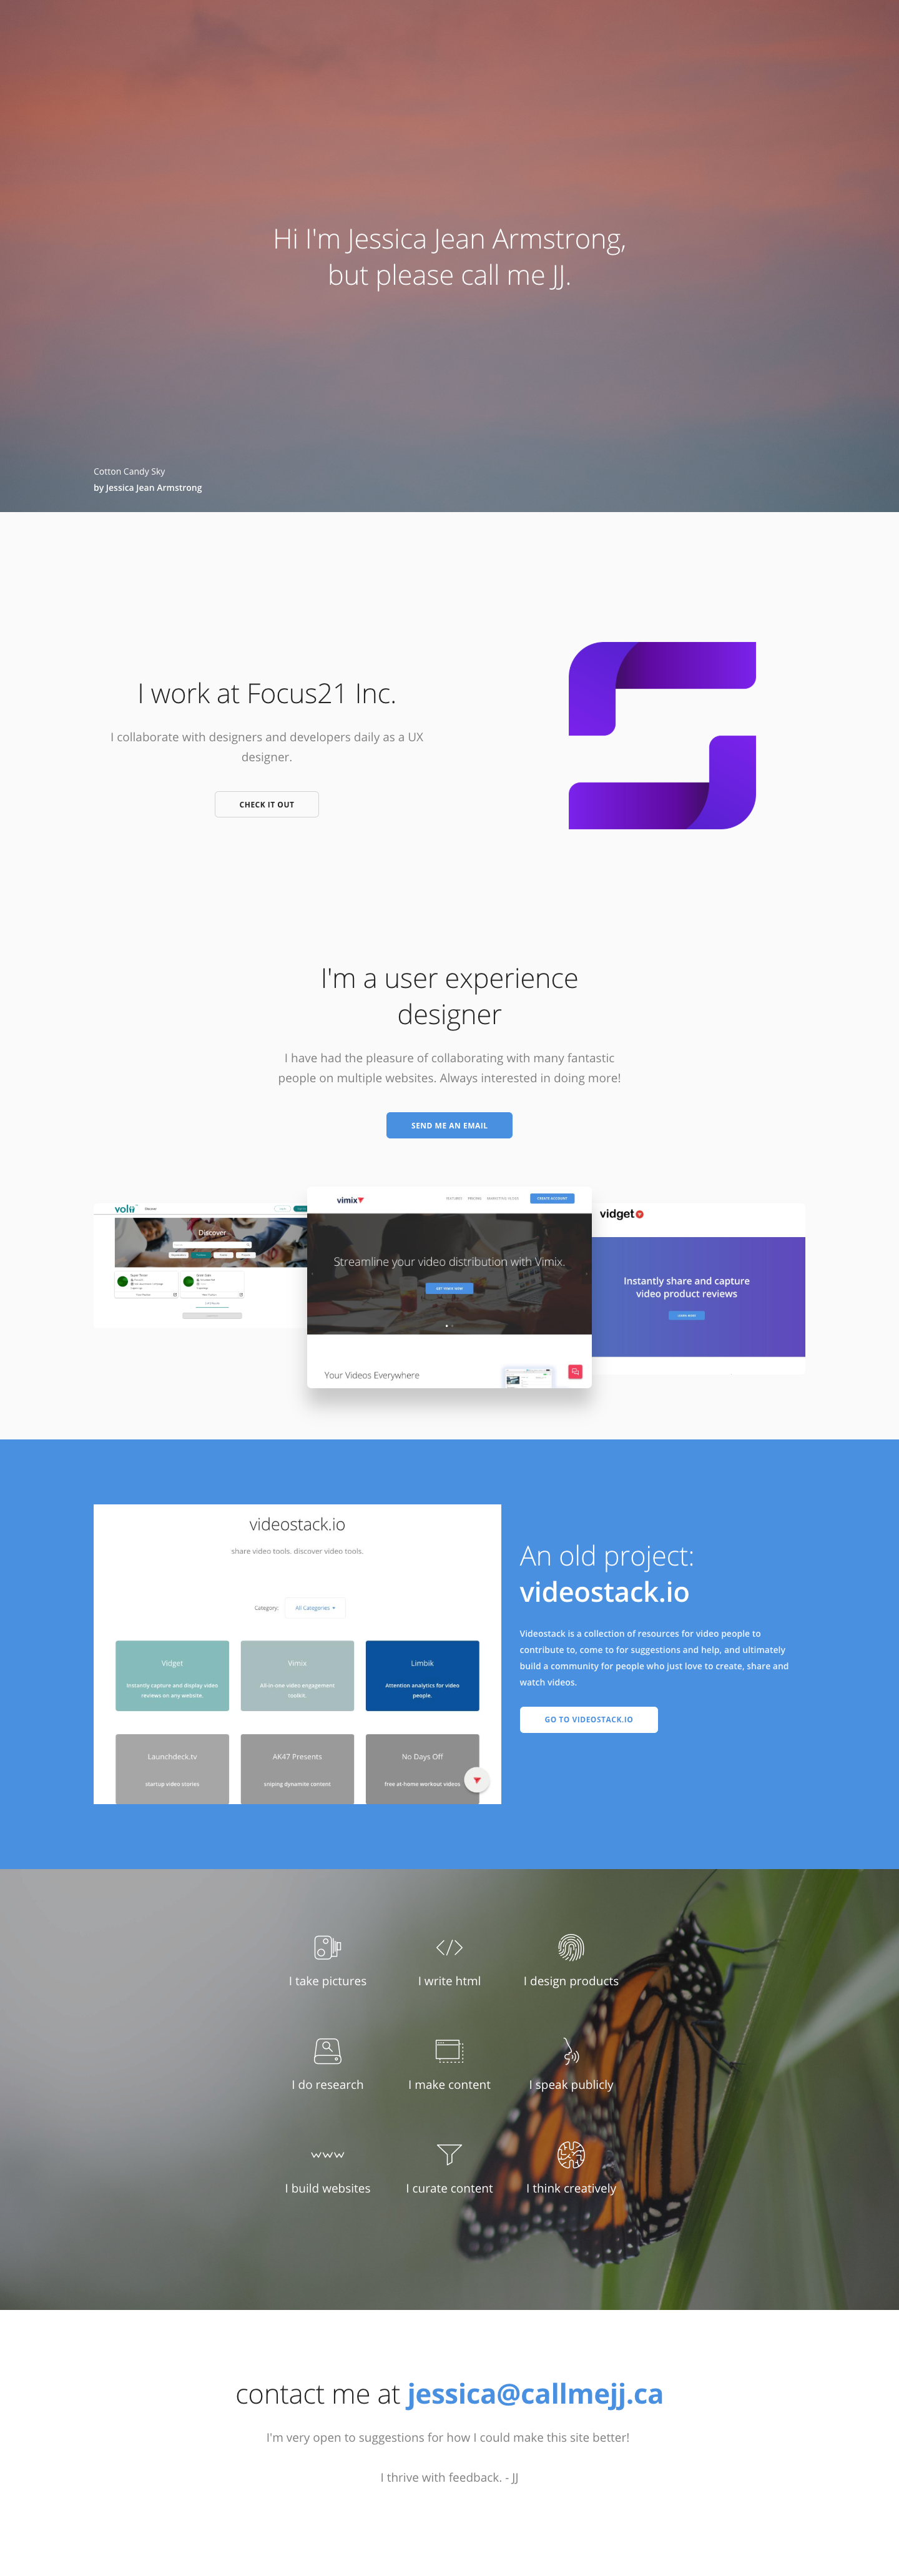 Hi I'm Jessica Jean Armstrong,
but please call me JJ.
Cotton Candy Sky
by Jessica Jean Armstrong
I work at Focus21 Inc.
I collaborate with designers and developers daily as a UX
designer.
CHECK IT OUT
I'm a user experience
designer
I have had the pleasure of collaborating with many fantastic
people on multiple websites. Always interested in doing more!
SEND ME AN EMAIL
volu
Discover
Discover
vimix
FEATURES PRICING MARKETING CLOUD CREATE ACCOUNT
Streamline your video distribution with Vimix.
GET VIMIX NOW
Your Videos Everywhere
vidget
Instantly share and capture
video product reviews
LEARN MORE
videostack.io
share video tools. discover video tools.
Category: All Categories
Vidget
Instantly capture and display video
reviews on any website.
Vimix
All-in-one video engagement
toolkit.
Limbik
Attention analytics for video
people.
Launchdeck.tv
startup video stories
AK47 Presents
sniping dynamite content
No Days Off
free at-home workout videos
An old project:
videostack.io
Videostack is a collection of resources for video people to
contribute to, come to for suggestions and help, and ultimately
build a community for people who just love to create, share and
watch videos.
GO TO VIDEOSTACK.IO
I take pictures
I write html
I design products
I do research
I make content
I speak publicly
www
I build websites
I curate content
I think creatively
contact me at jessica@callmejj.ca
I'm very open to suggestions for how I could make this site better!
I thrive with feedback. - JJ